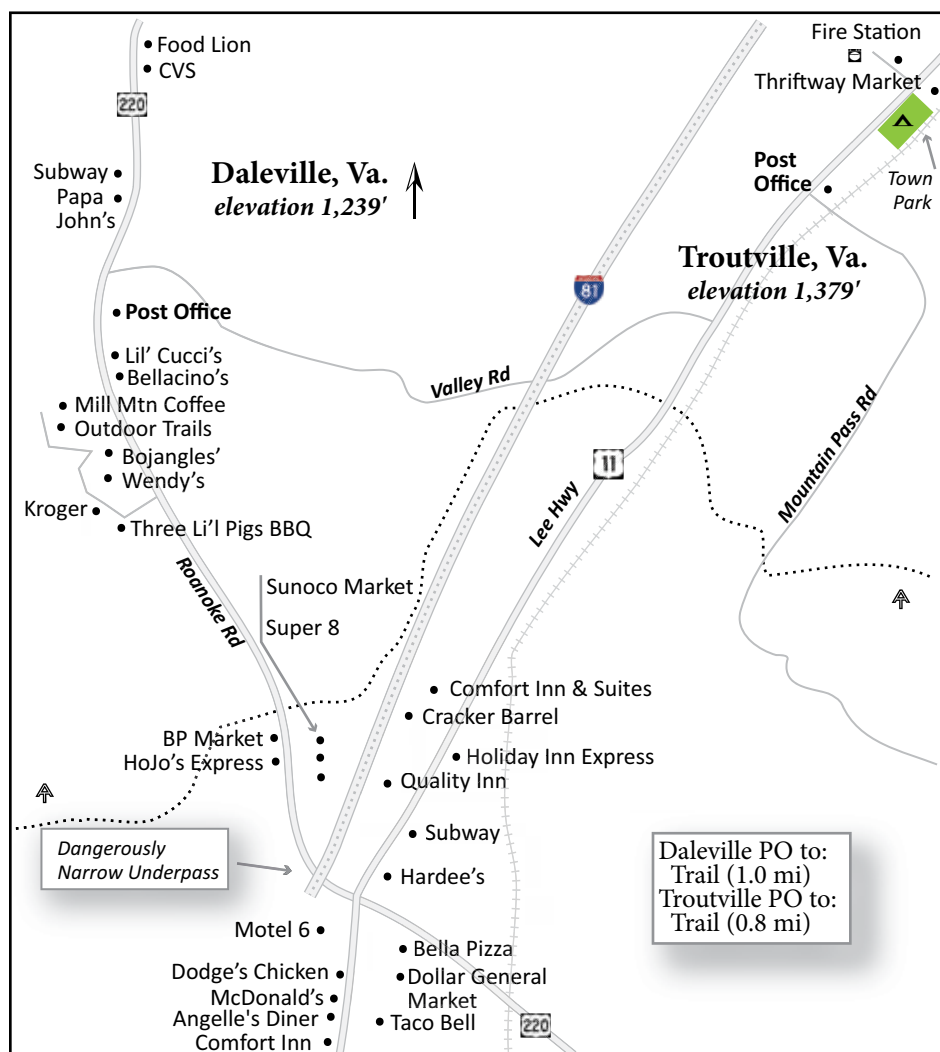 Food Lion
CVS
220
Subway
Papa
John's
Daleville, Va.
elevation 1,239'
Fire Station
Thriftway Market
Post
Office
Town
Park
Troutville, Va.
elevation 1,379'
81
Post Office
Lil' Cucci's
Bellacino's
Valley Rd
Mill Mtn Coffee
Outdoor Trails
Bojangles'
Wendy's
Kroger
Three Li'l Pigs BBQ
11
Lee Hwy
Mountain Pass Rd
Roanoke Rd
Sunoco Market
Super 8
Comfort Inn & Suites
Cracker Barrel
BP Market
HoJo's Express
Holiday Inn Express
Quality Inn
Subway
Dangerously
Narrow Underpass
Hardee's
Daleville PO to:
Trail (1.0 mi)
Troutville PO to:
Trail (0.8 mi)
Motel 6
Bella Pizza
Dodge's Chicken
Dollar General
Market
McDonald's
Angelle's Diner
Taco Bell
Comfort Inn
220